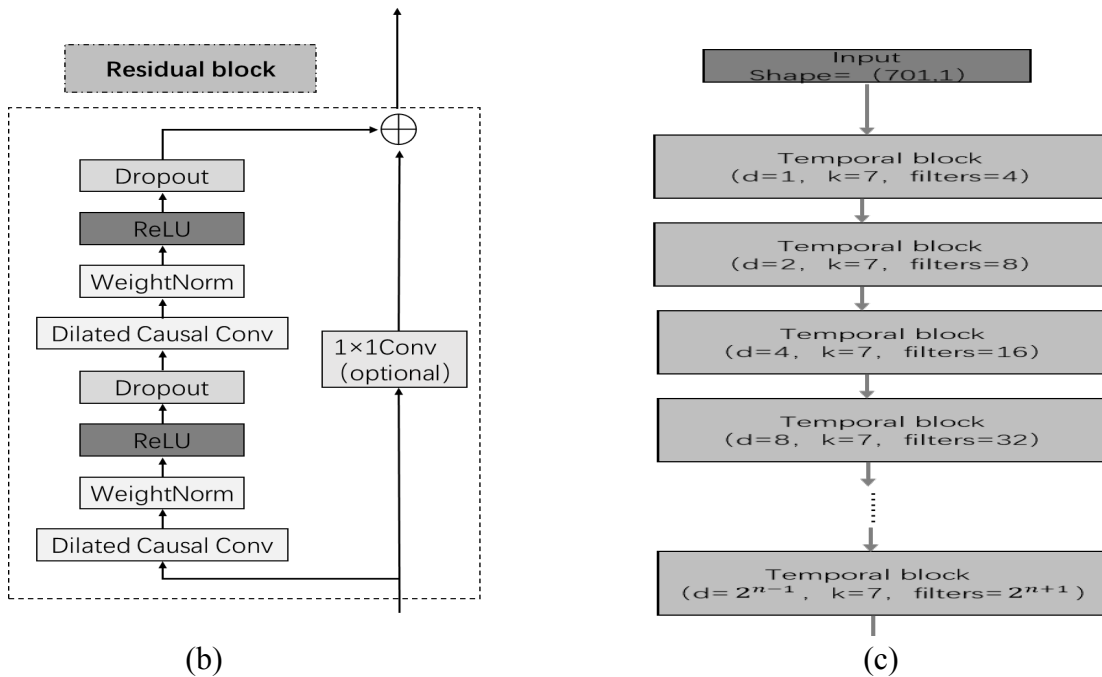 Residual block
Dropout
ReLU
WeightNorm
Dilated Causal Conv
Dropout
ReLU
WeightNorm
Dilated Causal Conv
1×1Conv
(optional)
(b)
Input
Shape= (701,1)
Temporal block
(d=1, k=7, filters=4)
Temporal block
(d=2, k=7, filters=8)
Temporal block
(d=4, k=7, filters=16)
Temporal block
(d=8, k=7, filters=32)
......
Temporal block
(d= 2ⁿ⁻¹, k=7, filters= 2ⁿ⁺¹)
(c)